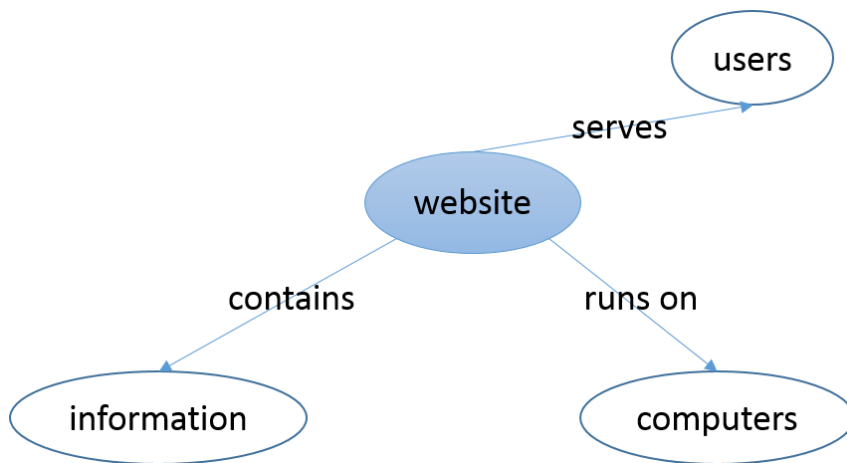 users
serves
website
contains
runs on
information
computers